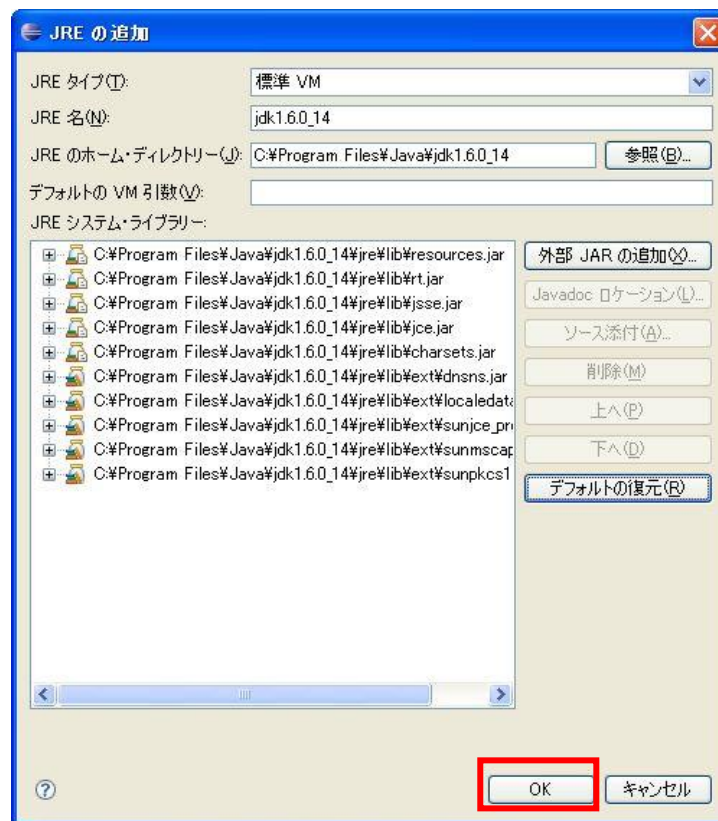 JRE の追加
JRE タイプ(T): 標準 VM
JRE 名(N): jdk1.6.0_14
JRE のホーム・ディレクトリー(J): C:¥Program Files¥Java¥jdk1.6.0_14 参照(B)...
デフォルトの VM 引数(V):
JRE システム・ライブラリー:
C:¥Program Files¥Java¥jdk1.6.0_14¥jre¥lib¥resources.jar
C:¥Program Files¥Java¥jdk1.6.0_14¥jre¥lib¥rt.jar
C:¥Program Files¥Java¥jdk1.6.0_14¥jre¥lib¥jsse.jar
C:¥Program Files¥Java¥jdk1.6.0_14¥jre¥lib¥jce.jar
C:¥Program Files¥Java¥jdk1.6.0_14¥jre¥lib¥charsets.jar
C:¥Program Files¥Java¥jdk1.6.0_14¥jre¥lib¥ext¥dnsns.jar
C:¥Program Files¥Java¥jdk1.6.0_14¥jre¥lib¥ext¥localedata
C:¥Program Files¥Java¥jdk1.6.0_14¥jre¥lib¥ext¥sunjce_pr
C:¥Program Files¥Java¥jdk1.6.0_14¥jre¥lib¥ext¥sunmscap
C:¥Program Files¥Java¥jdk1.6.0_14¥jre¥lib¥ext¥sunpkcs1
外部 JAR の追加(X)...
Javadoc ロケーション(L)...
ソース添付(A)...
削除(M)
上へ(P)
下へ(D)
デフォルトの復元(R)
OK
キャンセル